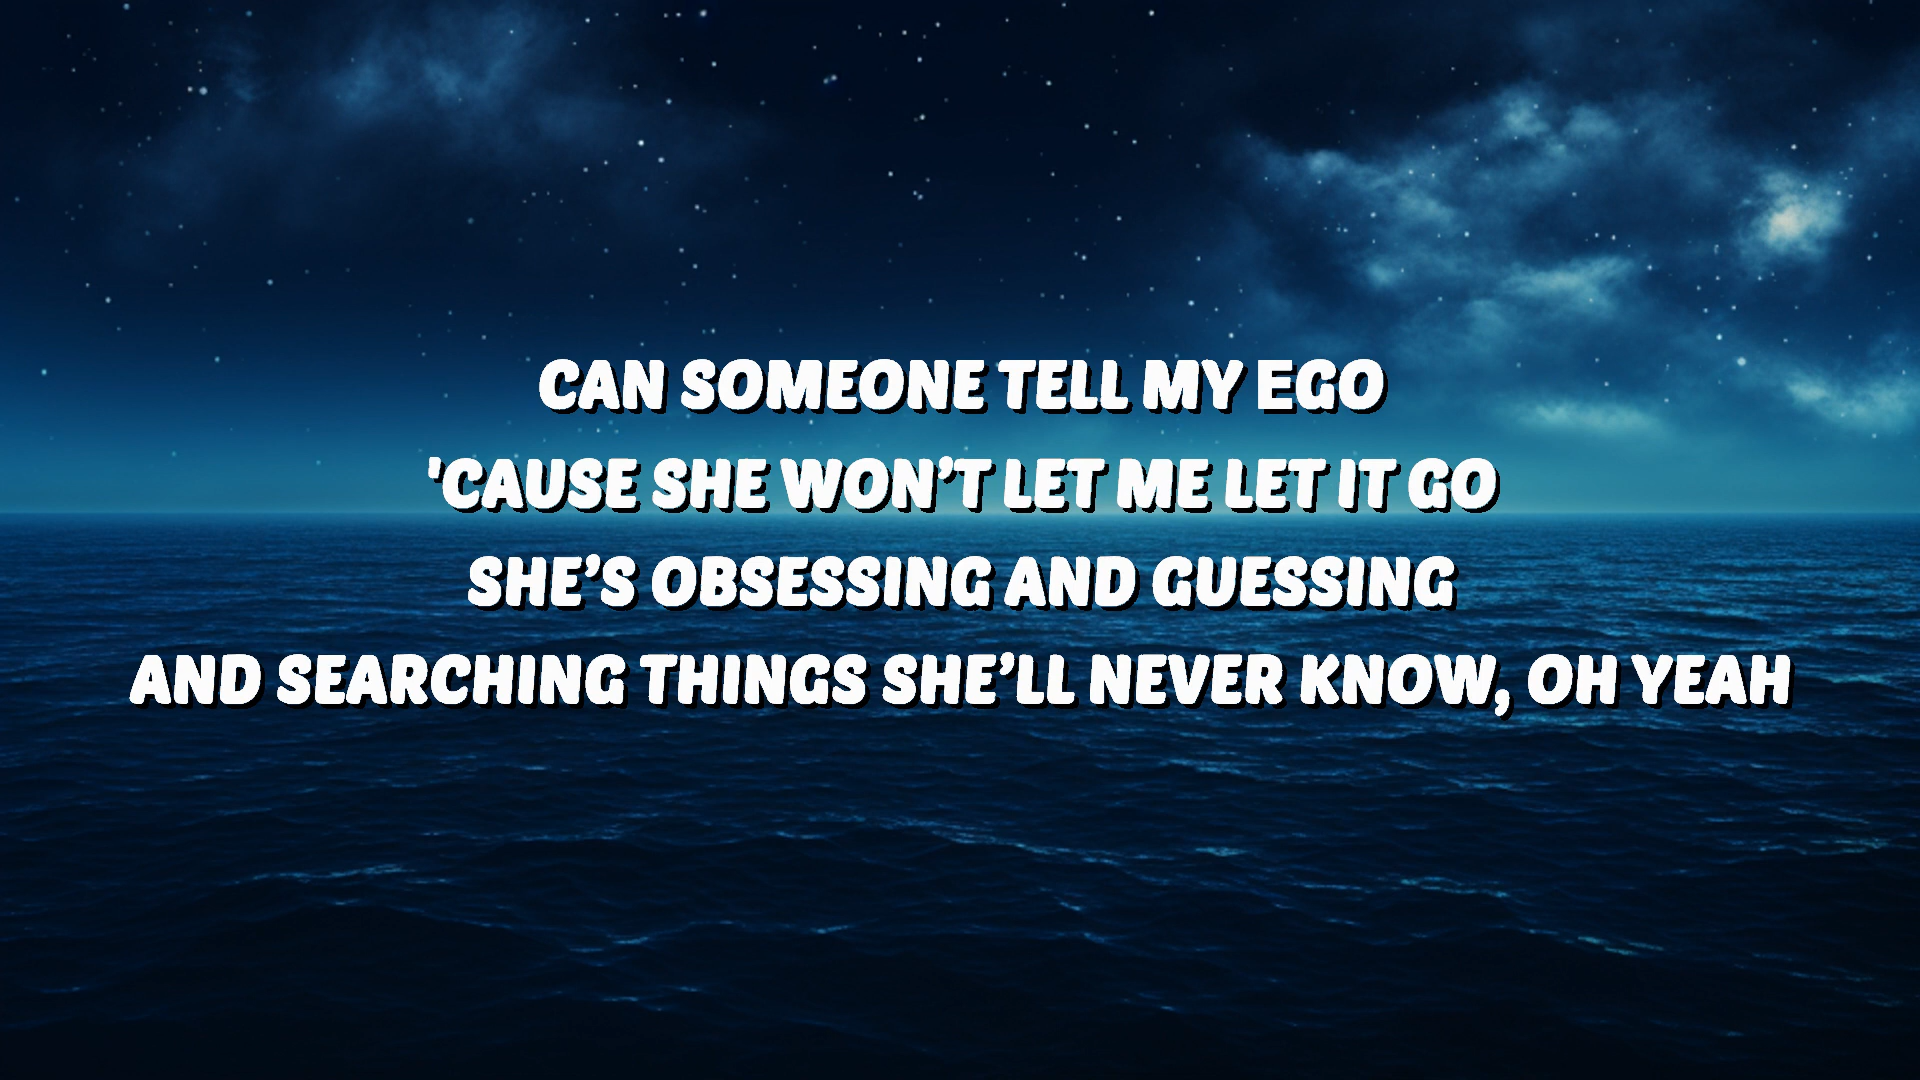 CAN SOMEONE TELL MY EGO
'CAUSE SHE WON’T LET ME LET IT GO
SHE’S OBSESSING AND GUESSING
AND SEARCHING THINGS SHE’LL NEVER KNOW, OH YEAH